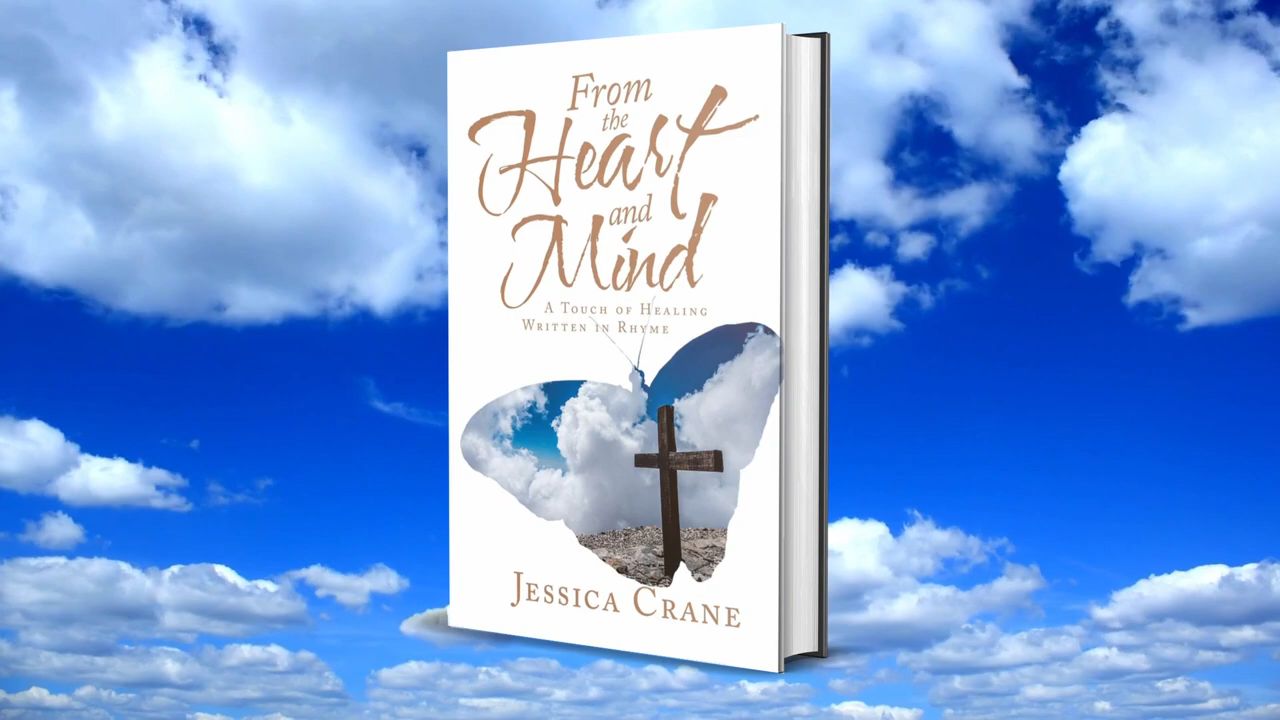 From
the
Heart
and
Mind
A Touch of Healing
Written in Rhyme
Jessica Crane